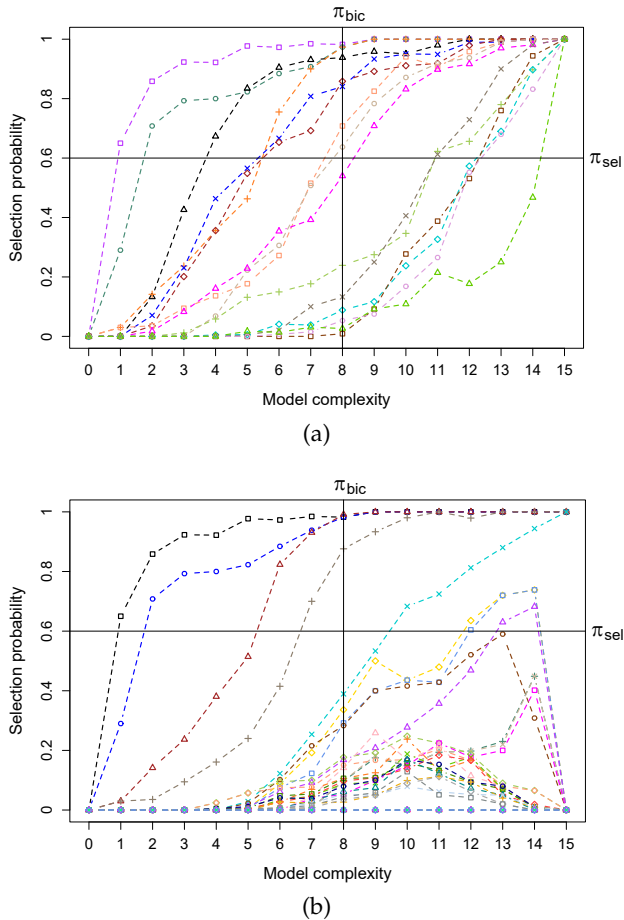 π_bic
1
0.8
0.6
0.4
0.2
0
Selection probability
π_sel
0 1 2 3 4 5 6 7 8 9 10 11 12 13 14 15
Model complexity
(a)
π_bic
1
0.8
0.6
0.4
0.2
0
Selection probability
π_sel
0 1 2 3 4 5 6 7 8 9 10 11 12 13 14 15
Model complexity
(b)